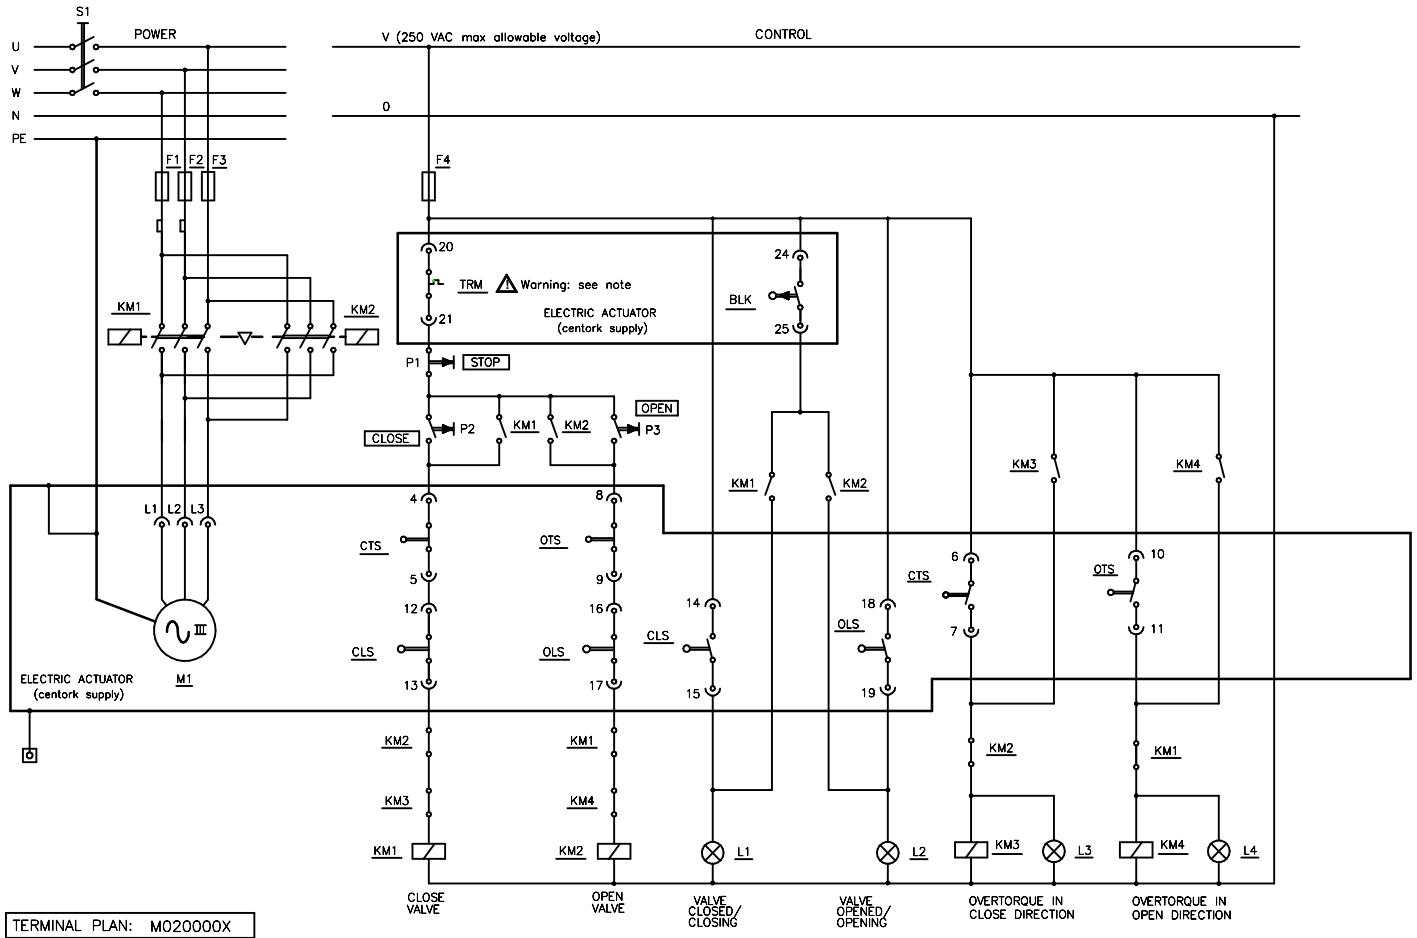 S1
POWER
V (250 VAC max allowable voltage)
CONTROL
U
V
W
N
O
PE
F1
F2
F3
F4
20
24
TRM
Warning: see note
BLK
ELECTRIC ACTUATOR
(centork supply)
21
25
KM1
KM2
P1
STOP
OPEN
CLOSE
P2
KM1
KM2
P3
KM3
KM4
KM1
KM2
4
8
L1
L2
L3
CTS
OTS
6
10
5
9
CTS
OTS
12
16
14
18
7
11
CLS
OLS
CLS
OLS
ELECTRIC ACTUATOR
(centork supply)
M1
13
17
15
19
KM2
KM1
KM2
KM1
KM3
KM4
KM1
KM2
L1
L2
KM3
L3
KM4
L4
CLOSE
VALVE
OPEN
VALVE
VALVE
CLOSED/
CLOSING
VALVE
OPENED/
OPENING
OVERTORQUE IN
CLOSE DIRECTION
OVERTORQUE IN
OPEN DIRECTION
TERMINAL PLAN: M020000X